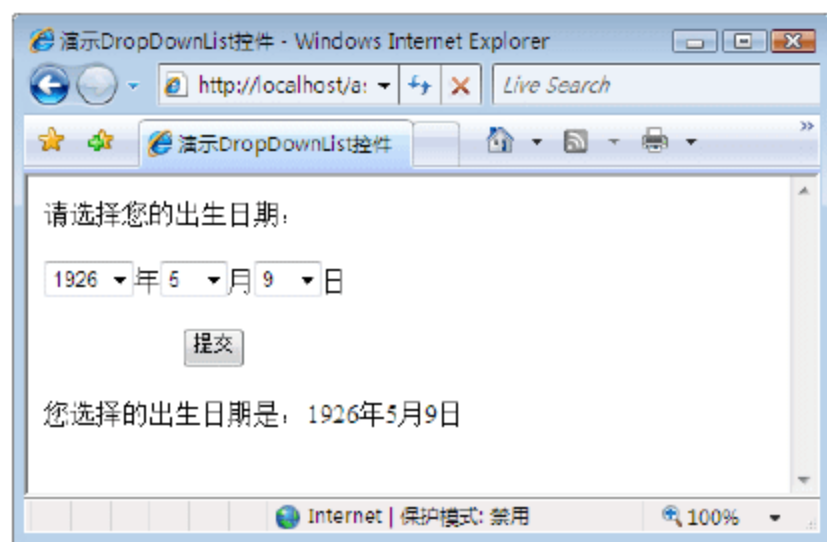 演示DropDownList控件 - Windows Internet Explorer
http://localhost/a:
Live Search
演示DropDownList控件
请选择您的出生日期：
1926 年 5 月 9 日
提交
您选择的出生日期是：1926年5月9日
Internet | 保护模式: 禁用
100%